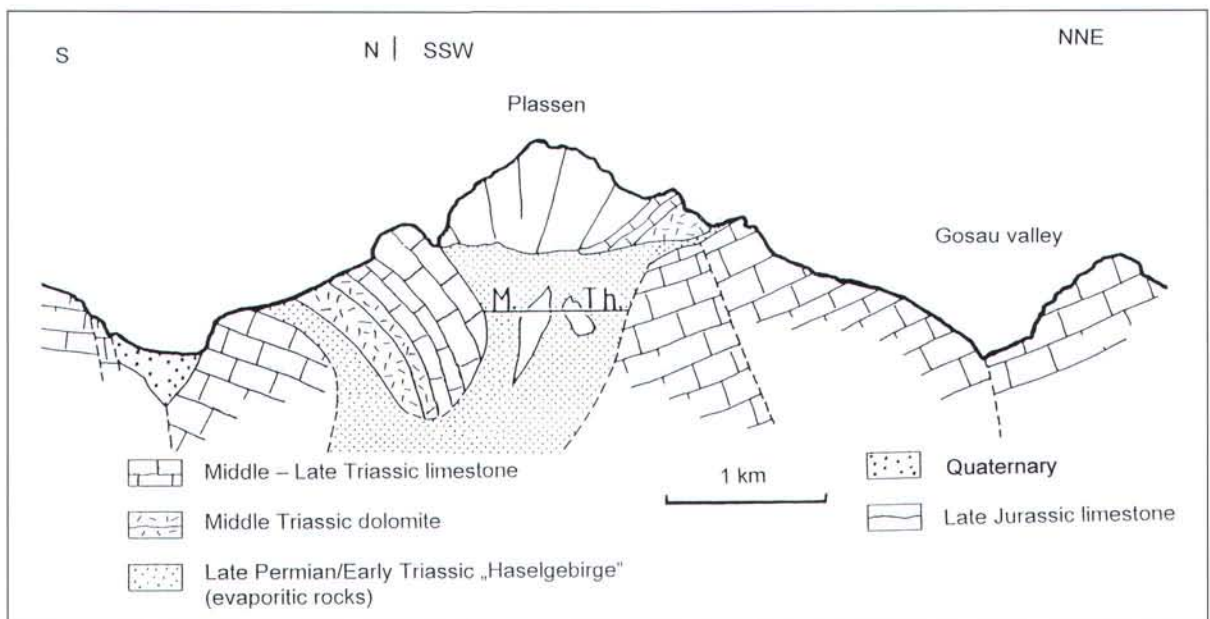 S
N | SSW
NNE
Plassen
Gosau valley
M. Th.
1 km
Middle – Late Triassic limestone
Middle Triassic dolomite
Late Permian/Early Triassic „Haselgebirge"
(evaporitic rocks)
Quaternary
Late Jurassic limestone